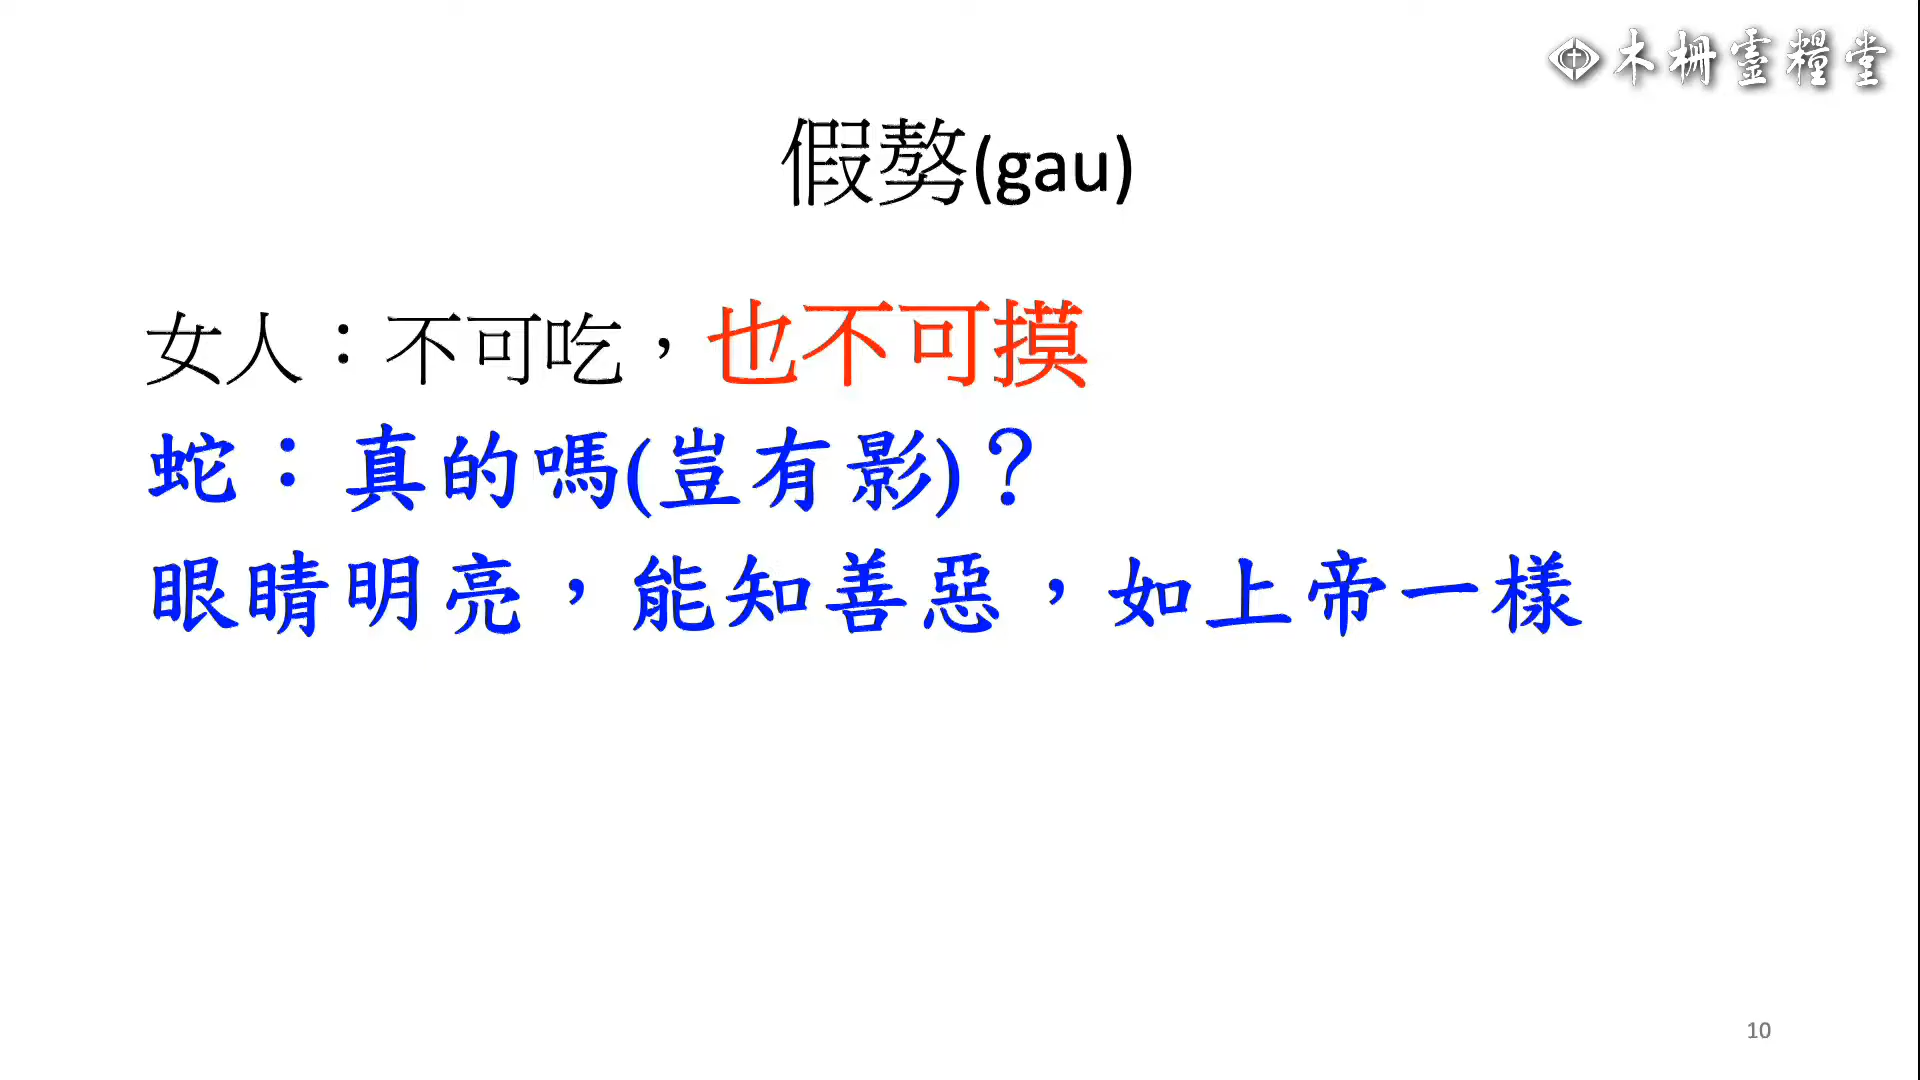 木柵靈糧堂
假勢(gau)
女人：不可吃，也不可摸
蛇：真的嗎(豈有影)？
眼睛明亮，能知善惡，如上帝一樣
10